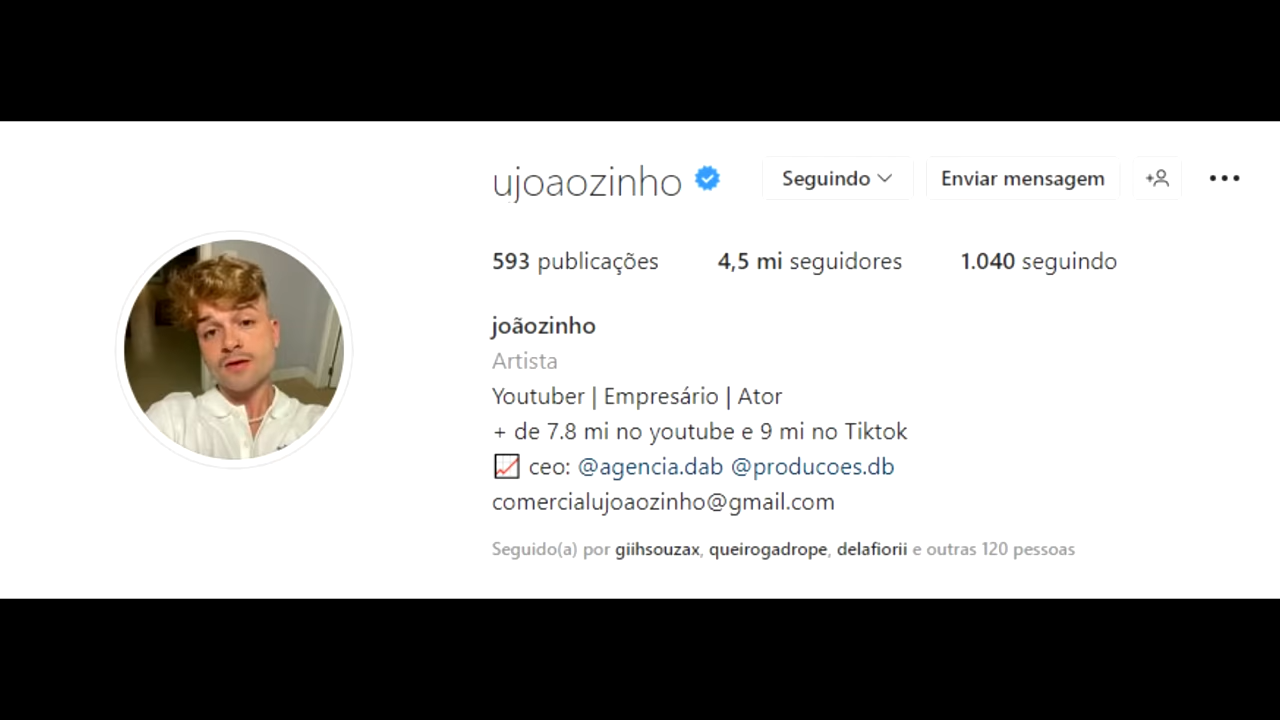 ujoaozinho Seguindo Enviar mensagem
593 publicações 4,5 mi seguidores 1.040 seguindo
joãozinho
Artista
Youtuber | Empresário | Ator
+ de 7.8 mi no youtube e 9 mi no Tiktok
📈 ceo: @agencia.dab @producoes.db
comercialujoaozinho@gmail.com
Seguido(a) por giihsouzax, queirogadrope, delafiorii e outras 120 pessoas